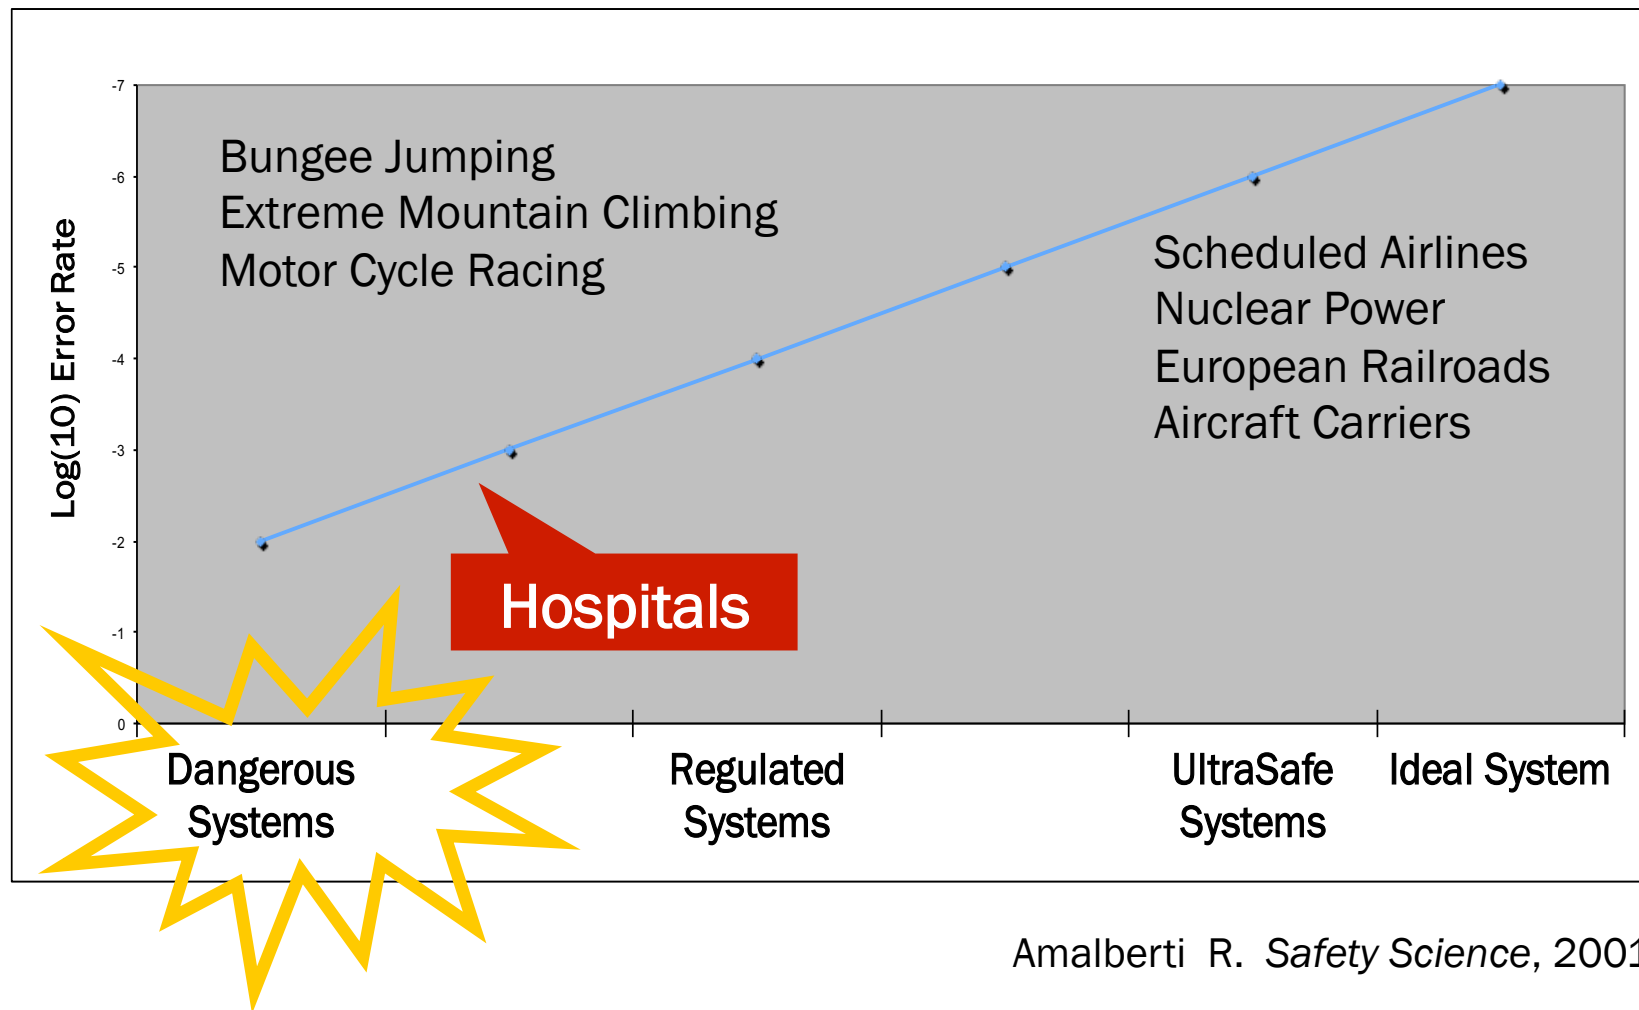 -7
-6
-5
-4
-3
-2
-1
0
Log(10) Error Rate
Bungee Jumping
Extreme Mountain Climbing
Motor Cycle Racing
Scheduled Airlines
Nuclear Power
European Railroads
Aircraft Carriers
Hospitals
Dangerous
Systems
Regulated
Systems
UltraSafe
Systems
Ideal System
Amalberti R. Safety Science, 2001